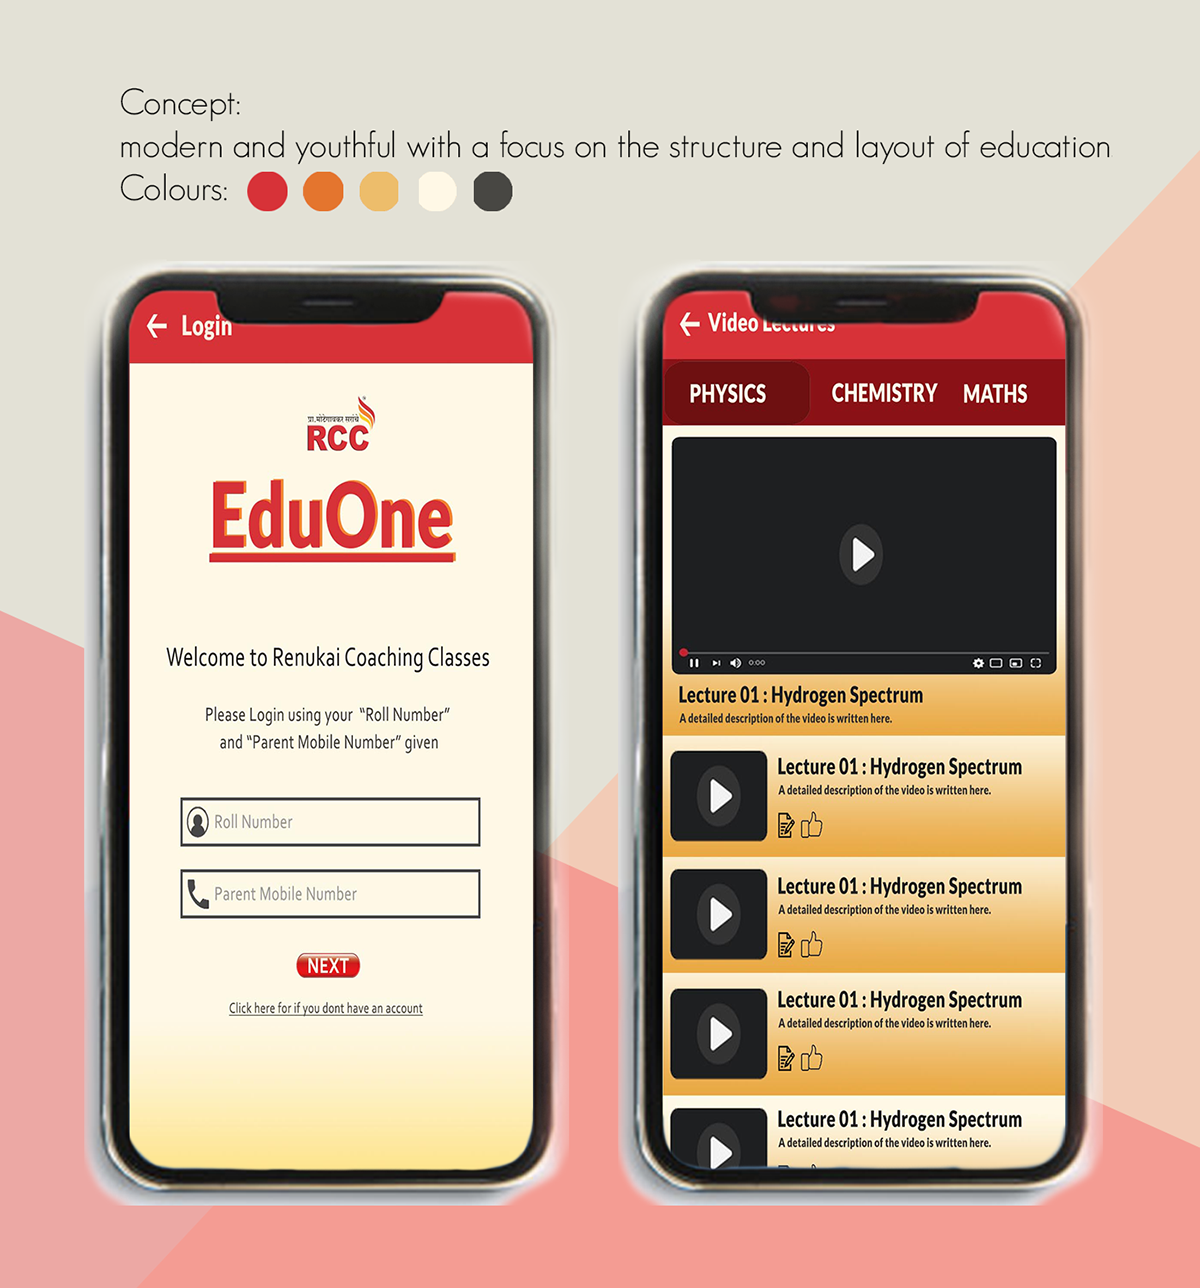 Concept:
modern and youthful with a focus on the structure and layout of education
Colours:
Login
प्रा.मोटेगावकर सरांचे
RCC
EduOne
Welcome to Renukai Coaching Classes
Please Login using your "Roll Number"
and "Parent Mobile Number" given
Roll Number
Parent Mobile Number
NEXT
Click here for if you dont have an account
Video Lectures
PHYSICS CHEMISTRY MATHS
0:00
Lecture 01 : Hydrogen Spectrum
A detailed description of the video is written here.
Lecture 01 : Hydrogen Spectrum
A detailed description of the video is written here.
Lecture 01 : Hydrogen Spectrum
A detailed description of the video is written here.
Lecture 01 : Hydrogen Spectrum
A detailed description of the video is written here.
Lecture 01 : Hydrogen Spectrum
A detailed description of the video is written here.